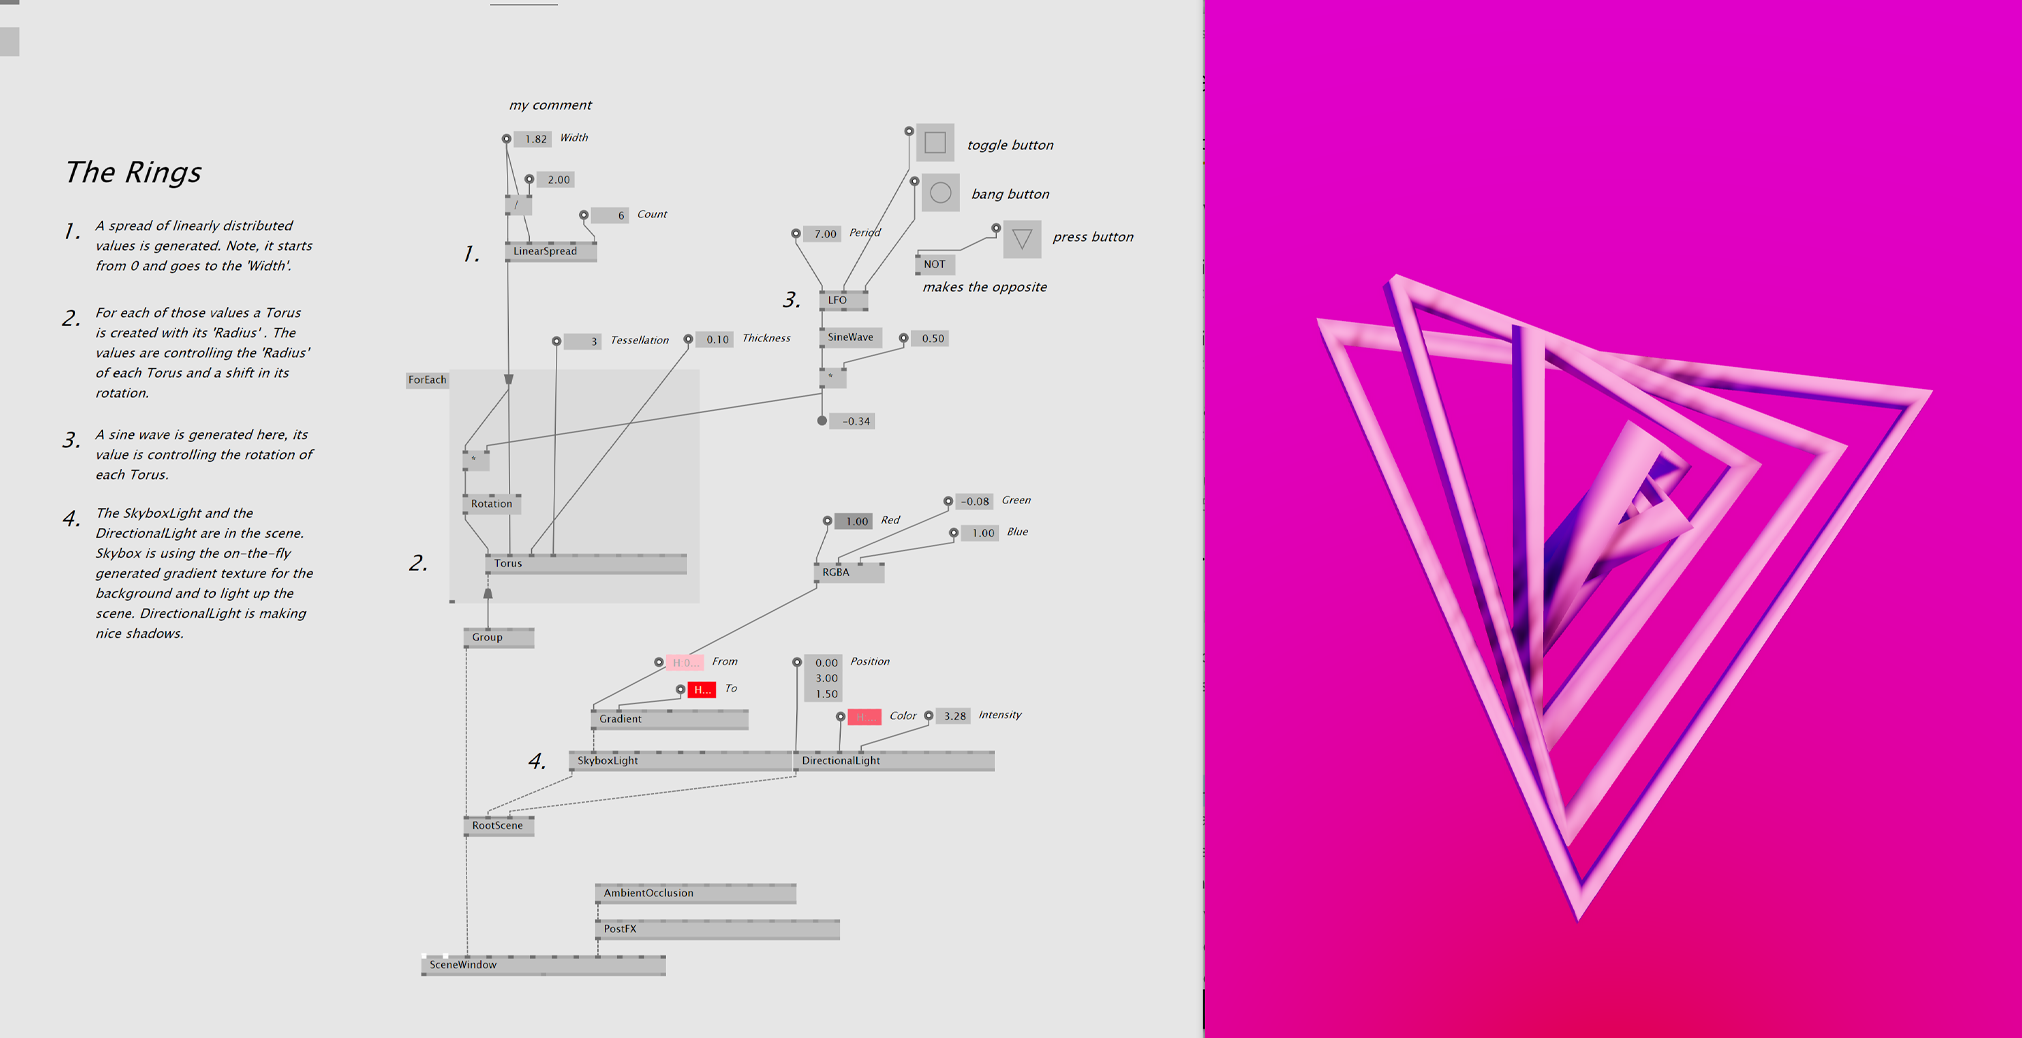 The Rings
1. A spread of linearly distributed
values is generated. Note, it starts
from 0 and goes to the 'Width'.
2. For each of those values a Torus
is created with its 'Radius' . The
values are controlling the 'Radius'
of each Torus and a shift in its
rotation.
3. A sine wave is generated here, its
value is controlling the rotation of
each Torus.
4. The SkyboxLight and the
DirectionalLight are in the scene.
Skybox is using the on-the-fly
generated gradient texture for the
background and to light up the
scene. DirectionalLight is making
nice shadows.
my comment
1.82 Width
2.00
/
6 Count
1.
LinearSpread
toggle button
bang button
press button
7.00 Period
NOT
makes the opposite
3.
LFO
SineWave
0.50
*
-0.34
3 Tessellation
0.10 Thickness
ForEach
*
Rotation
2.
Torus
Group
-0.08 Green
1.00 Red
1.00 Blue
RGBA
H 0... From
H... To
Gradient
0.00 Position
3.00
1.50
H... Color
3.28 Intensity
4.
SkyboxLight
DirectionalLight
RootScene
AmbientOcclusion
PostFX
SceneWindow